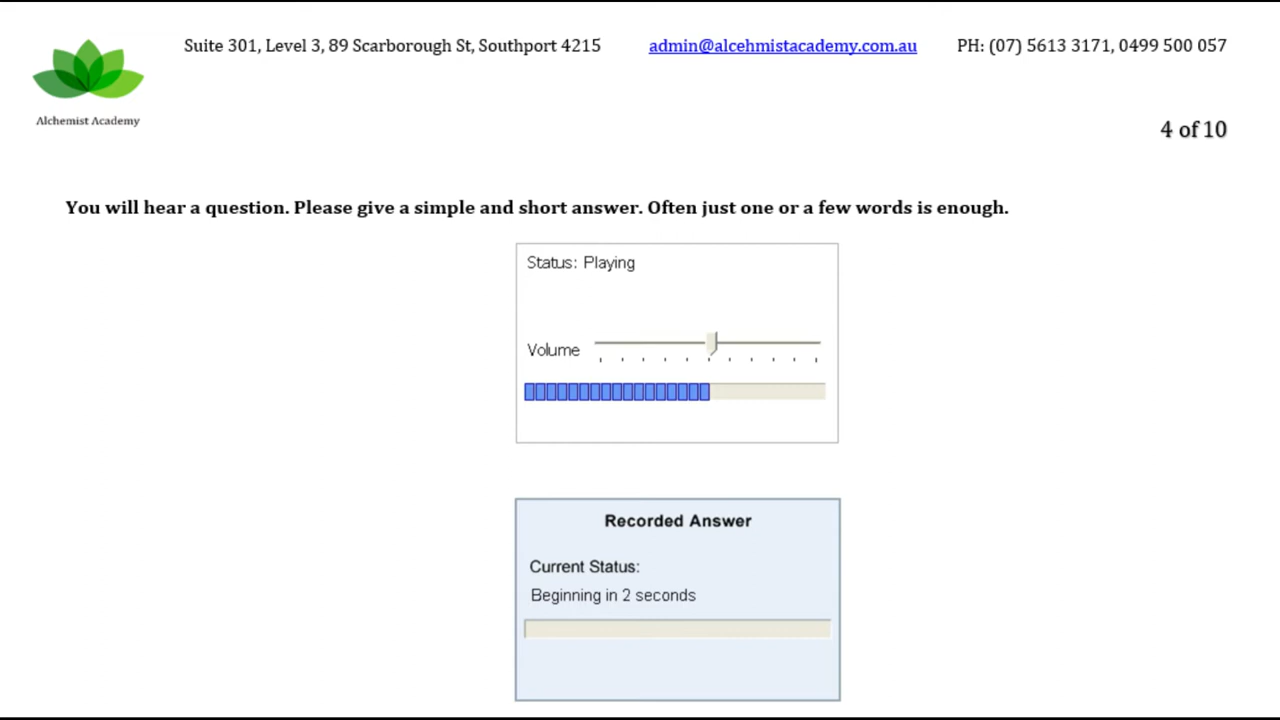 Suite 301, Level 3, 89 Scarborough St, Southport 4215 admin@alcehmistacademy.com.au PH: (07) 5613 3171, 0499 500 057
Alchemist Academy
4 of 10
You will hear a question. Please give a simple and short answer. Often just one or a few words is enough.
Status: Playing
Volume
Recorded Answer
Current Status:
Beginning in 2 seconds